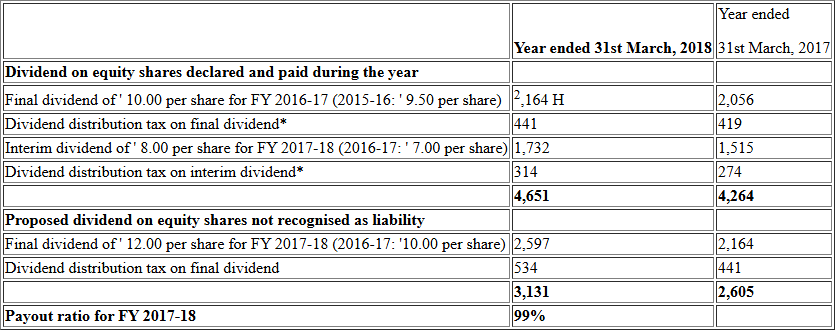 Year ended 31st March, 2018 Year ended 31st March, 2017
Dividend on equity shares declared and paid during the year
Final dividend of ' 10.00 per share for FY 2016-17 (2015-16: ' 9.50 per share) 2,164 H 2,056
Dividend distribution tax on final dividend* 441 419
Interim dividend of ' 8.00 per share for FY 2017-18 (2016-17: ' 7.00 per share) 1,732 1,515
Dividend distribution tax on interim dividend* 314 274
4,651 4,264
Proposed dividend on equity shares not recognised as liability
Final dividend of ' 12.00 per share for FY 2017-18 (2016-17: '10.00 per share) 2,597 2,164
Dividend distribution tax on final dividend 534 441
3,131 2,605
Payout ratio for FY 2017-18 99%